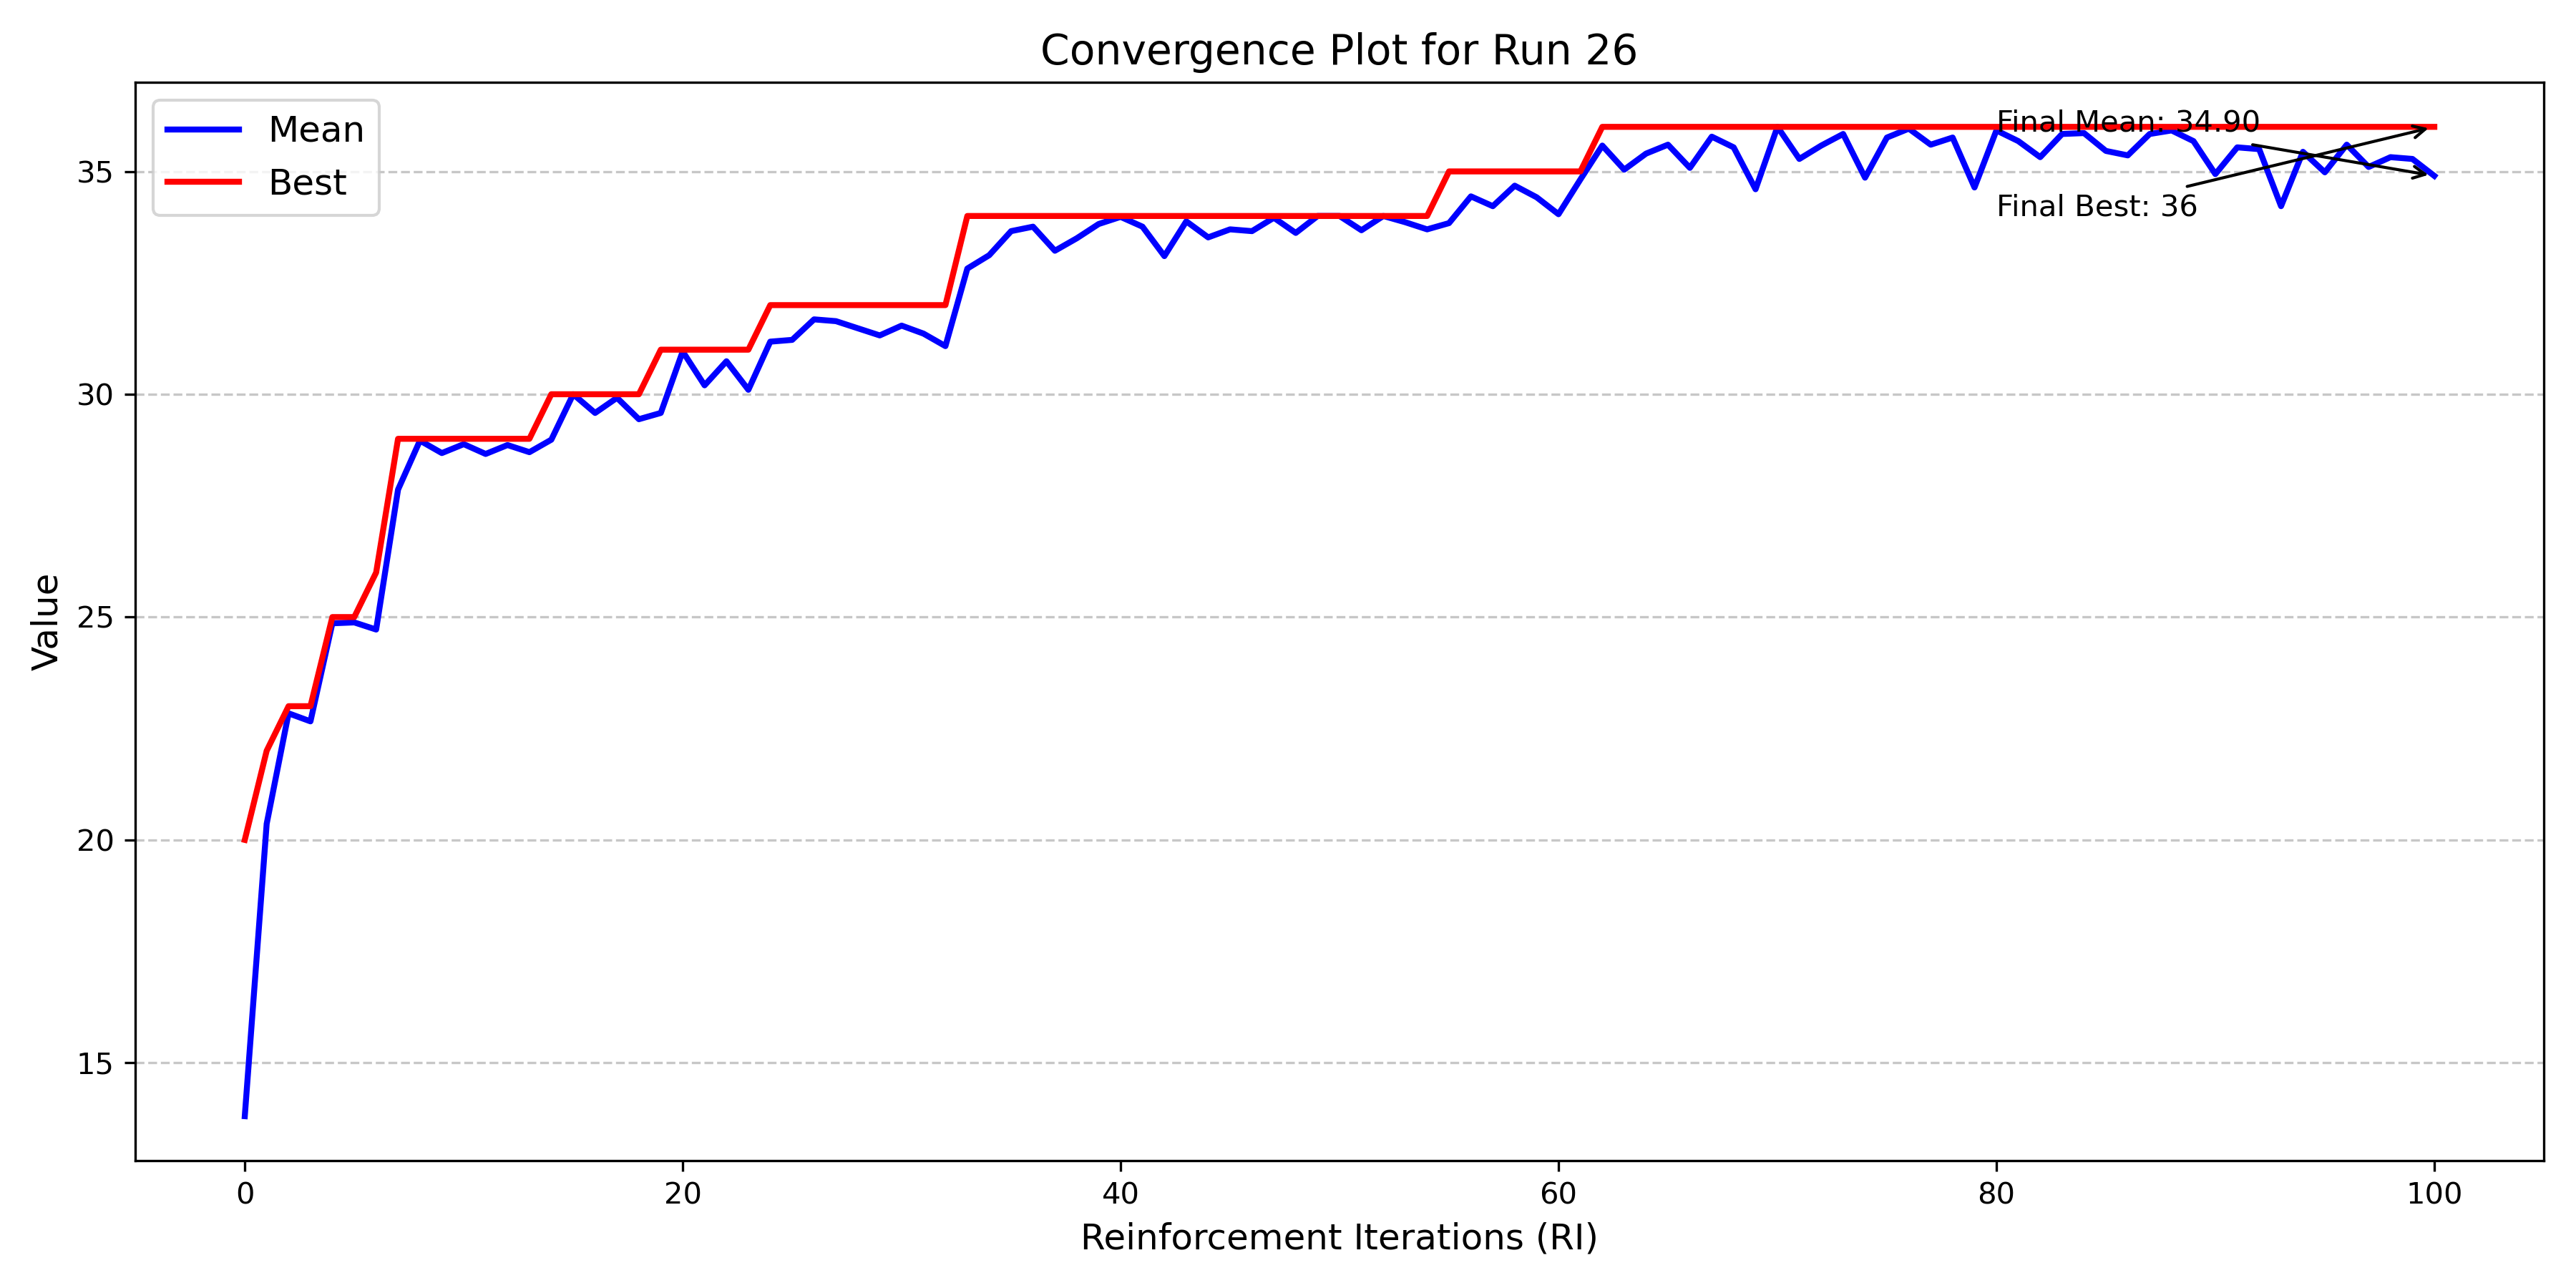 Convergence Plot for Run 26
Mean
Best
Final Mean: 34.90
Final Best: 36
35
30
25
20
15
Value
0
20
40
60
80
100
Reinforcement Iterations (RI)